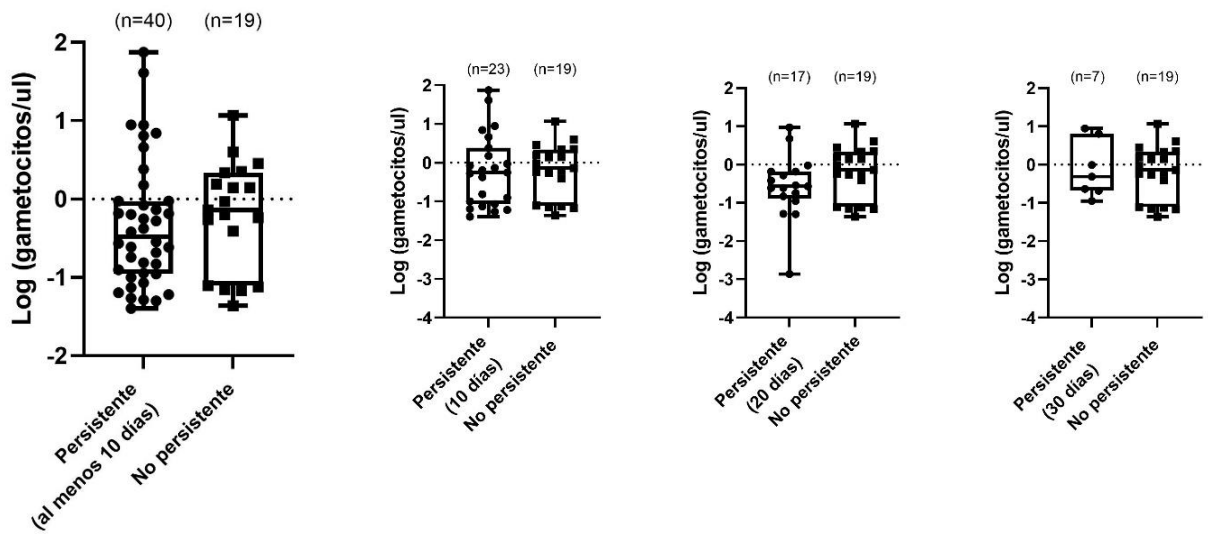 (n=40)
(n=19)
Log (gametocitos/ul)
2
1
0
-1
-2
Persistente
(al menos 10 días)
No persistente
(n=23)
(n=19)
Log (gametocitos/ul)
2
1
0
-1
-2
-3
-4
Persistente
(10 días)
No persistente
(n=17)
(n=19)
Log (gametocitos/ul)
2
1
0
-1
-2
-3
-4
Persistente
(20 días)
No persistente
(n=7)
(n=19)
Log (gametocitos/ul)
2
1
0
-1
-2
-3
-4
Persistente
(30 días)
No persistente